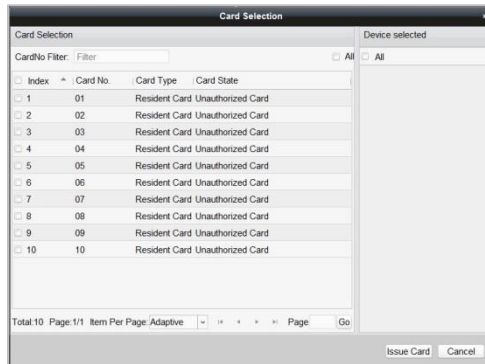 Card Selection
Card Selection
Device selected
CardNo Fliter: Filter
All
All
Index Card No. Card Type Card State
1 01 Resident Card Unauthorized Card
2 02 Resident Card Unauthorized Card
3 03 Resident Card Unauthorized Card
4 04 Resident Card Unauthorized Card
5 05 Resident Card Unauthorized Card
6 06 Resident Card Unauthorized Card
7 07 Resident Card Unauthorized Card
8 08 Resident Card Unauthorized Card
9 09 Resident Card Unauthorized Card
10 10 Resident Card Unauthorized Card
Total:10 Page:1/1 Item Per Page: Adaptive Page Go
Issue Card Cancel